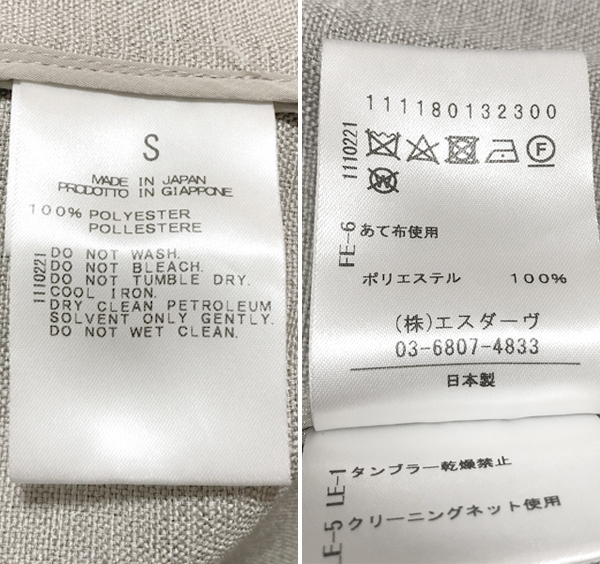 S
MADE IN JAPAN
PRODOTTO IN GIAPPONE
100% POLYESTER
POLLESTERE
1110221
DO NOT WASH.
DO NOT BLEACH.
DO NOT TUMBLE DRY.
COOL IRON.
DRY CLEAN PETROLEUM
SOLVENT ONLY GENTLY.
DO NOT WET CLEAN.
111180132300
1110221
F
W
FE-6
あて布使用
ポリエステル 100%
(株)エスダーヴ
03-6807-4833
日本製
LE-1
タンブラー乾燥禁止
LE-5
クリーニングネット使用